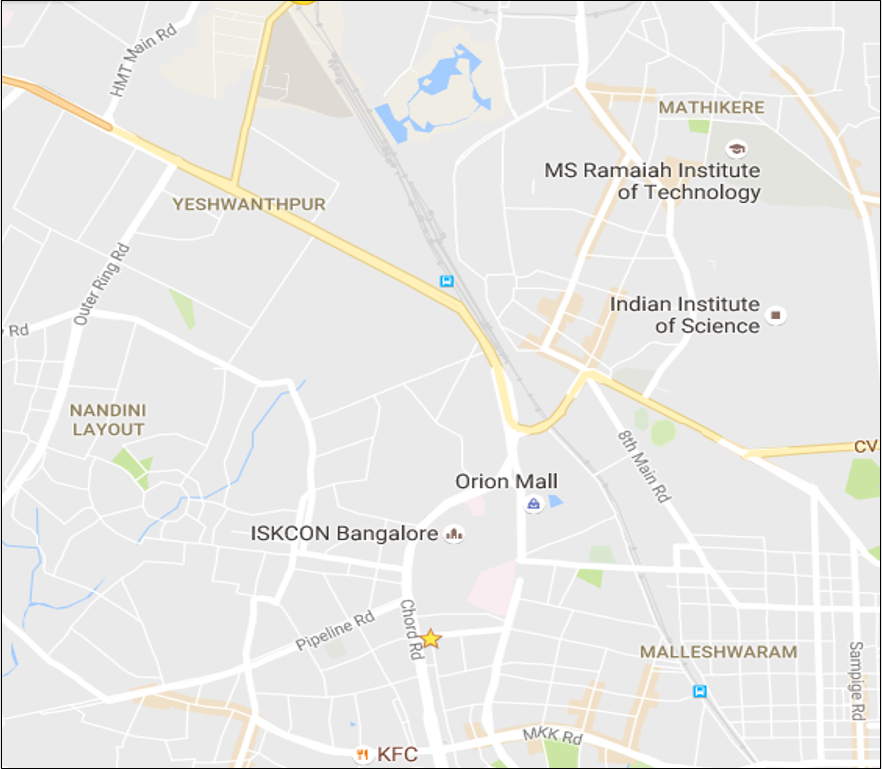 HMT Main Rd
MATHIKERE
MS Ramaiah Institute
of Technology
YESHWANTHPUR
Outer Ring Rd
Indian Institute
of Science
Rd
NANDINI
LAYOUT
CV
8th Main Rd
Orion Mall
ISKCON Bangalore
Chord Rd
Pipeline Rd
MALLESHWARAM
Sampige Rd
MKK Rd
KFC